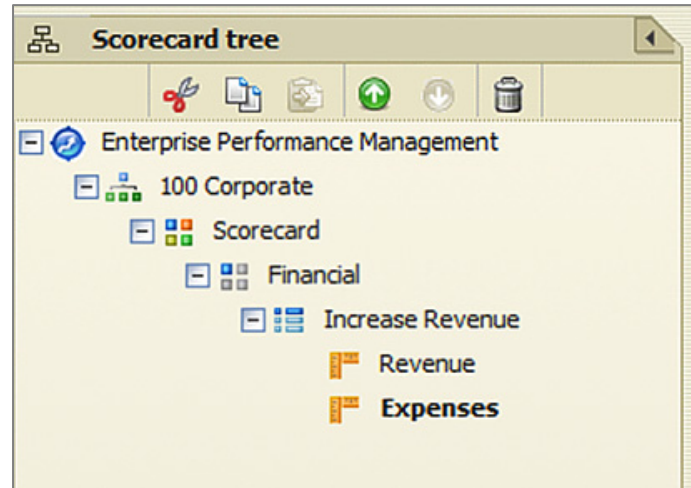 Scorecard tree
Enterprise Performance Management
100 Corporate
Scorecard
Financial
Increase Revenue
Revenue
Expenses